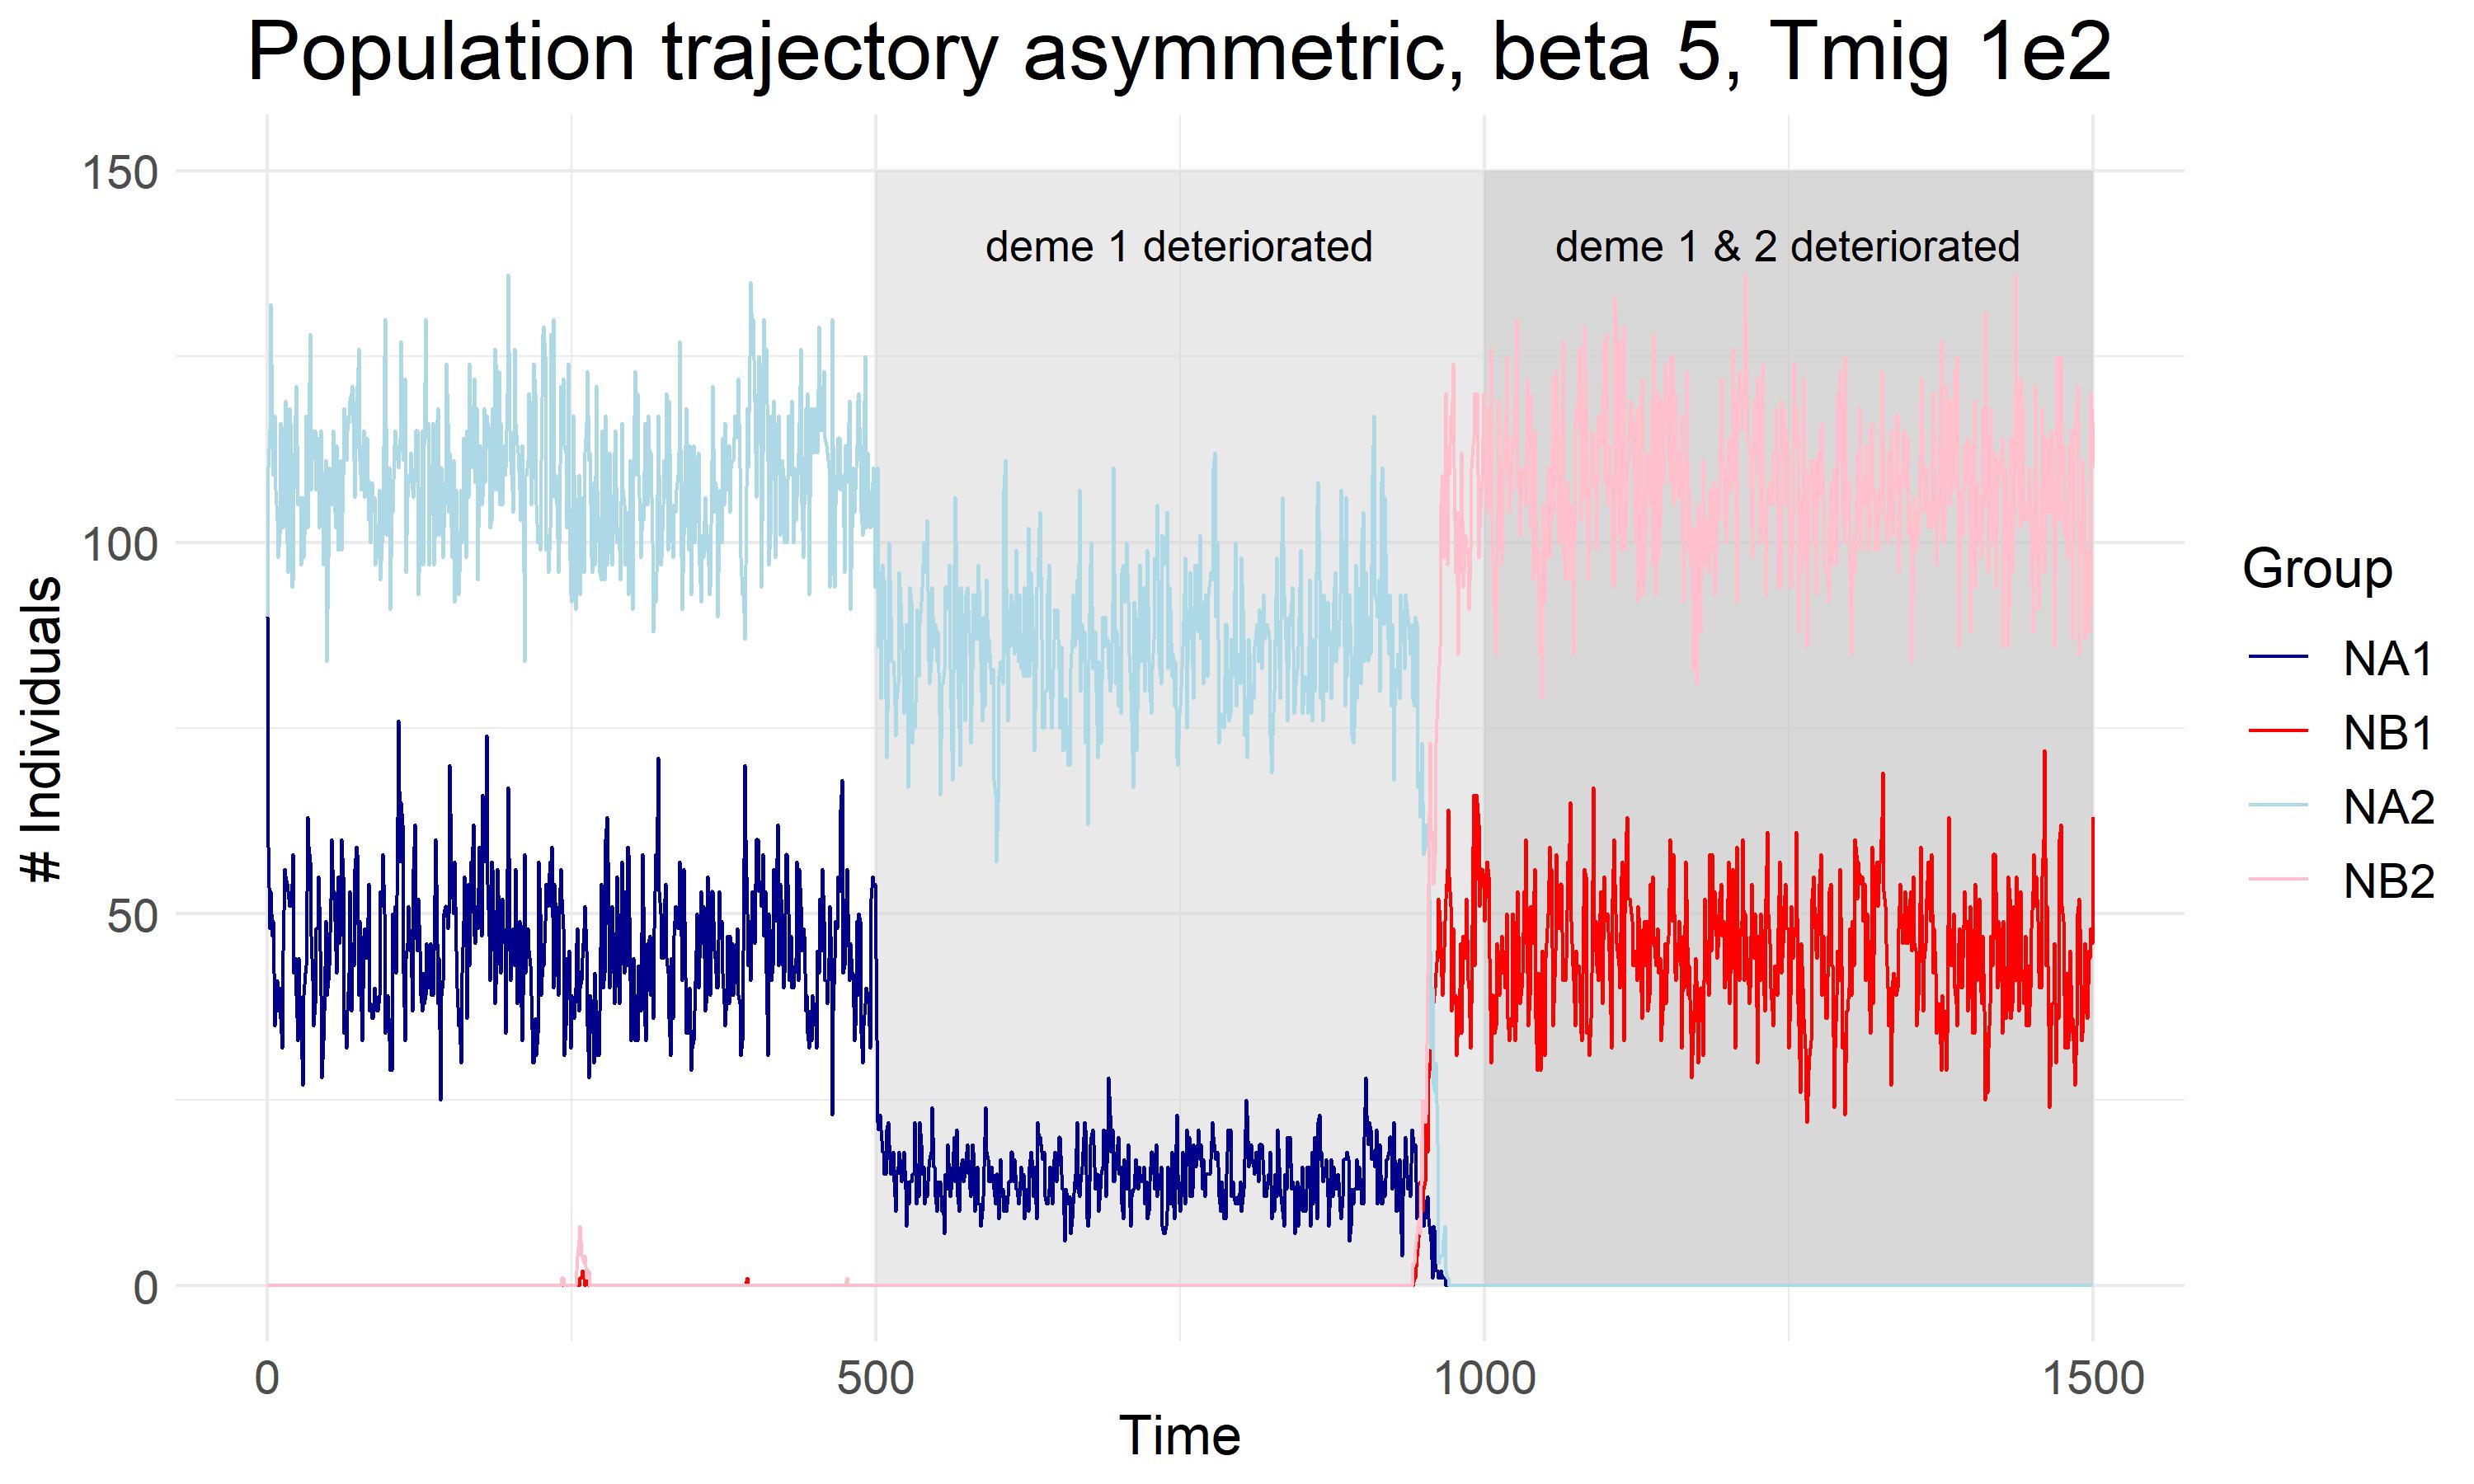 Population trajectory asymmetric, beta 5, Tmig 1e2
150
100
50
0
# Individuals
deme 1 deteriorated
deme 1 & 2 deteriorated
0
500
1000
1500
Time
Group
NA1
NB1
NA2
NB2